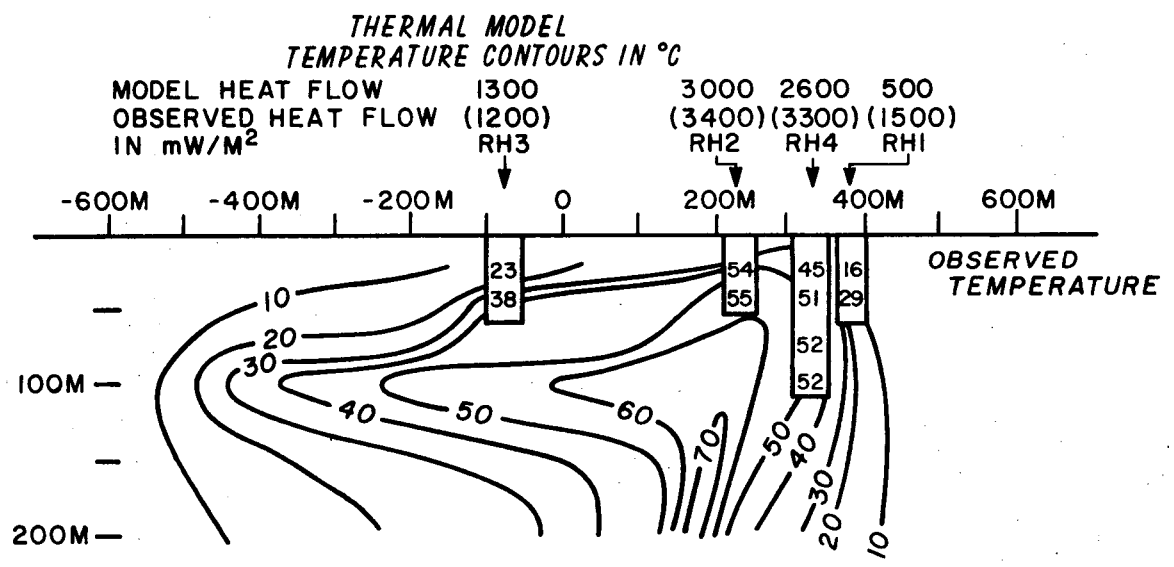 THERMAL MODEL
TEMPERATURE CONTOURS IN °C
MODEL HEAT FLOW 1300 3000 2600 500
OBSERVED HEAT FLOW (1200) (3400) (3300) (1500)
IN mW/M² RH3 RH2 RH4 RH1
-600M -400M -200M 0 200M 400M 600M
OBSERVED
TEMPERATURE
23 54 45 16
38 55 51 29
52
52
10
20
30
40
50
60
70
50
40
30
20
10
100M
200M